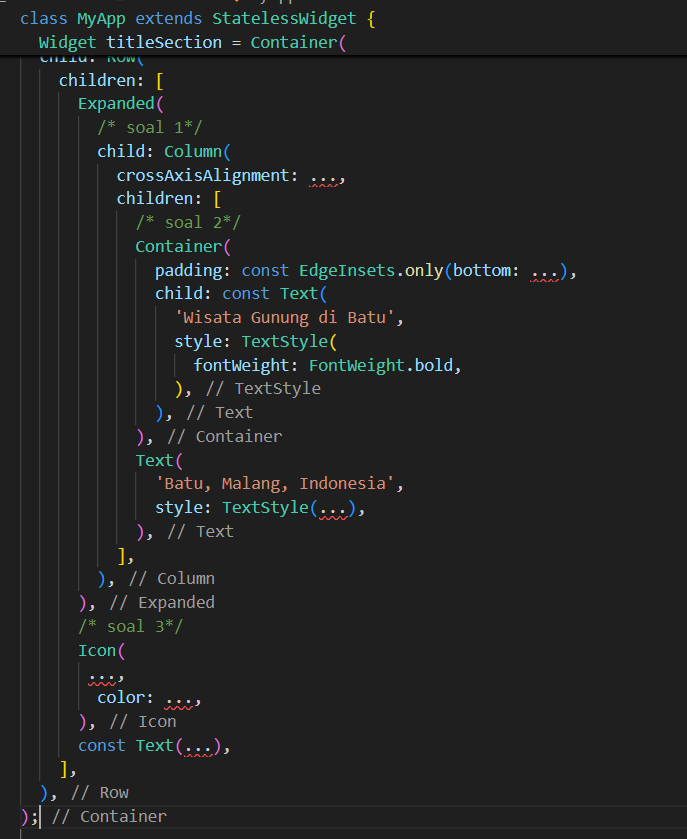 class MyApp extends StatelessWidget {
Widget titleSection = Container(
child: Row(
children: [
Expanded(
/* soal 1*/
child: Column(
crossAxisAlignment: ...,
children: [
/* soal 2*/
Container(
padding: const EdgeInsets.only(bottom: ...),
child: const Text(
'Wisata Gunung di Batu',
style: TextStyle(
fontWeight: FontWeight.bold,
), // TextStyle
), // Text
), // Container
Text(
'Batu, Malang, Indonesia',
style: TextStyle(...),
), // Text
],
), // Column
), // Expanded
/* soal 3*/
Icon(
...,
color: ...,
), // Icon
const Text(...),
],
), // Row
); // Container